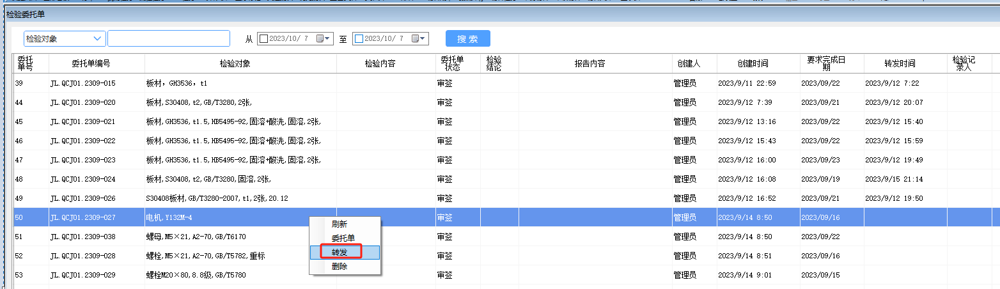 检验委托单
检验对象 从 2023/10/ 7 至 2023/10/ 7 搜 索
委托单号 委托单编号 检验对象 检验内容 委托单状态 检验结论 报告内容 创建人 创建时间 要求完成日期 转发时间 检验记录人
39 JL.QCJ01.2309-015 板材，GH3536，t1 审签 管理员 2023/9/11 22:59 2023/09/22 2023/9/12 7:22
44 JL.QCJ01.2309-020 板材,S30408,t2,GB/T3280,2张, 审签 管理员 2023/9/12 7:39 2023/09/21 2023/9/12 20:07
45 JL.QCJ01.2309-021 板材,GH3536,t1.5,HB5495-92,固溶+酸洗,固溶,2张, 审签 管理员 2023/9/12 13:16 2023/09/22 2023/9/12 15:40
46 JL.QCJ01.2309-022 板材,GH3536,t1.5,HB5495-92,固溶+酸洗,固溶,2张, 审签 管理员 2023/9/12 15:43 2023/09/22 2023/9/12 15:59
47 JL.QCJ01.2309-023 板材,GH3536,t1.5,HB5495-92,固溶+酸洗,固溶,2张, 审签 管理员 2023/9/12 16:00 2023/09/23 2023/9/12 19:49
48 JL.QCJ01.2309-024 板材,S30408,t2,GB/T3280,固溶,2张, 审签 管理员 2023/9/12 16:08 2023/09/19 2023/9/15 21:14
49 JL.QCJ01.2309-026 S30408板材,GB/T3280-2007,t1,2张,20.12 审签 管理员 2023/9/12 16:52 2023/09/21 2023/9/12 19:50
50 JL.QCJ01.2309-027 电机,Y132M-4 审签 管理员 2023/9/14 8:50 2023/09/16
刷新
51 JL.QCJ01.2309-038 螺母,M5×21,A2-70,GB/T6170 委托单 审签 管理员 2023/9/14 8:50 2023/09/22
转发
52 JL.QCJ01.2309-028 螺栓,M5×21,A2-70,GB/T5782,重标 审签 管理员 2023/9/14 8:51 2023/09/16
删除
53 JL.QCJ01.2309-029 螺栓M20×80,8.8级,GB/T5780 审签 管理员 2023/9/14 9:01 2023/09/15